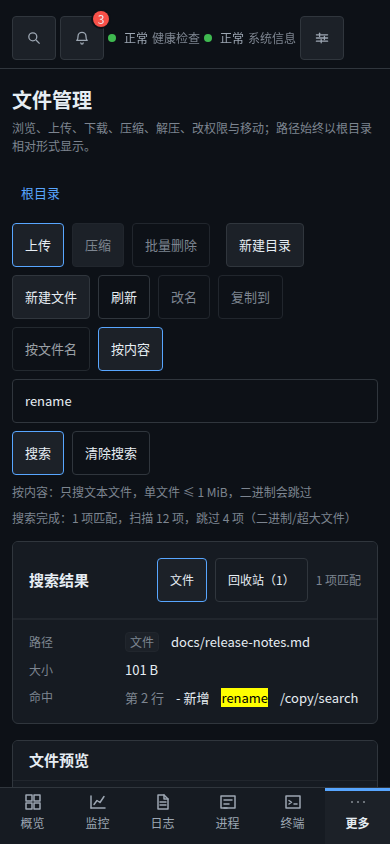 3
正常 健康检查 正常 系统信息
文件管理
浏览、上传、下载、压缩、解压、改权限与移动；路径始终以根目录
相对形式显示。
根目录
上传 压缩 批量删除 新建目录
新建文件 刷新 改名 复制到
按文件名 按内容
rename
搜索 清除搜索
按内容：只搜文本文件，单文件 ≤ 1 MiB，二进制会跳过
搜索完成：1 项匹配，扫描 12 项，跳过 4 项（二进制/超大文件）
搜索结果 文件 回收站（1） 1 项匹配
路径 文件 docs/release-notes.md
大小 101 B
命中 第 2 行 - 新增 rename /copy/search
文件预览
概览 监控 日志 进程 终端 更多